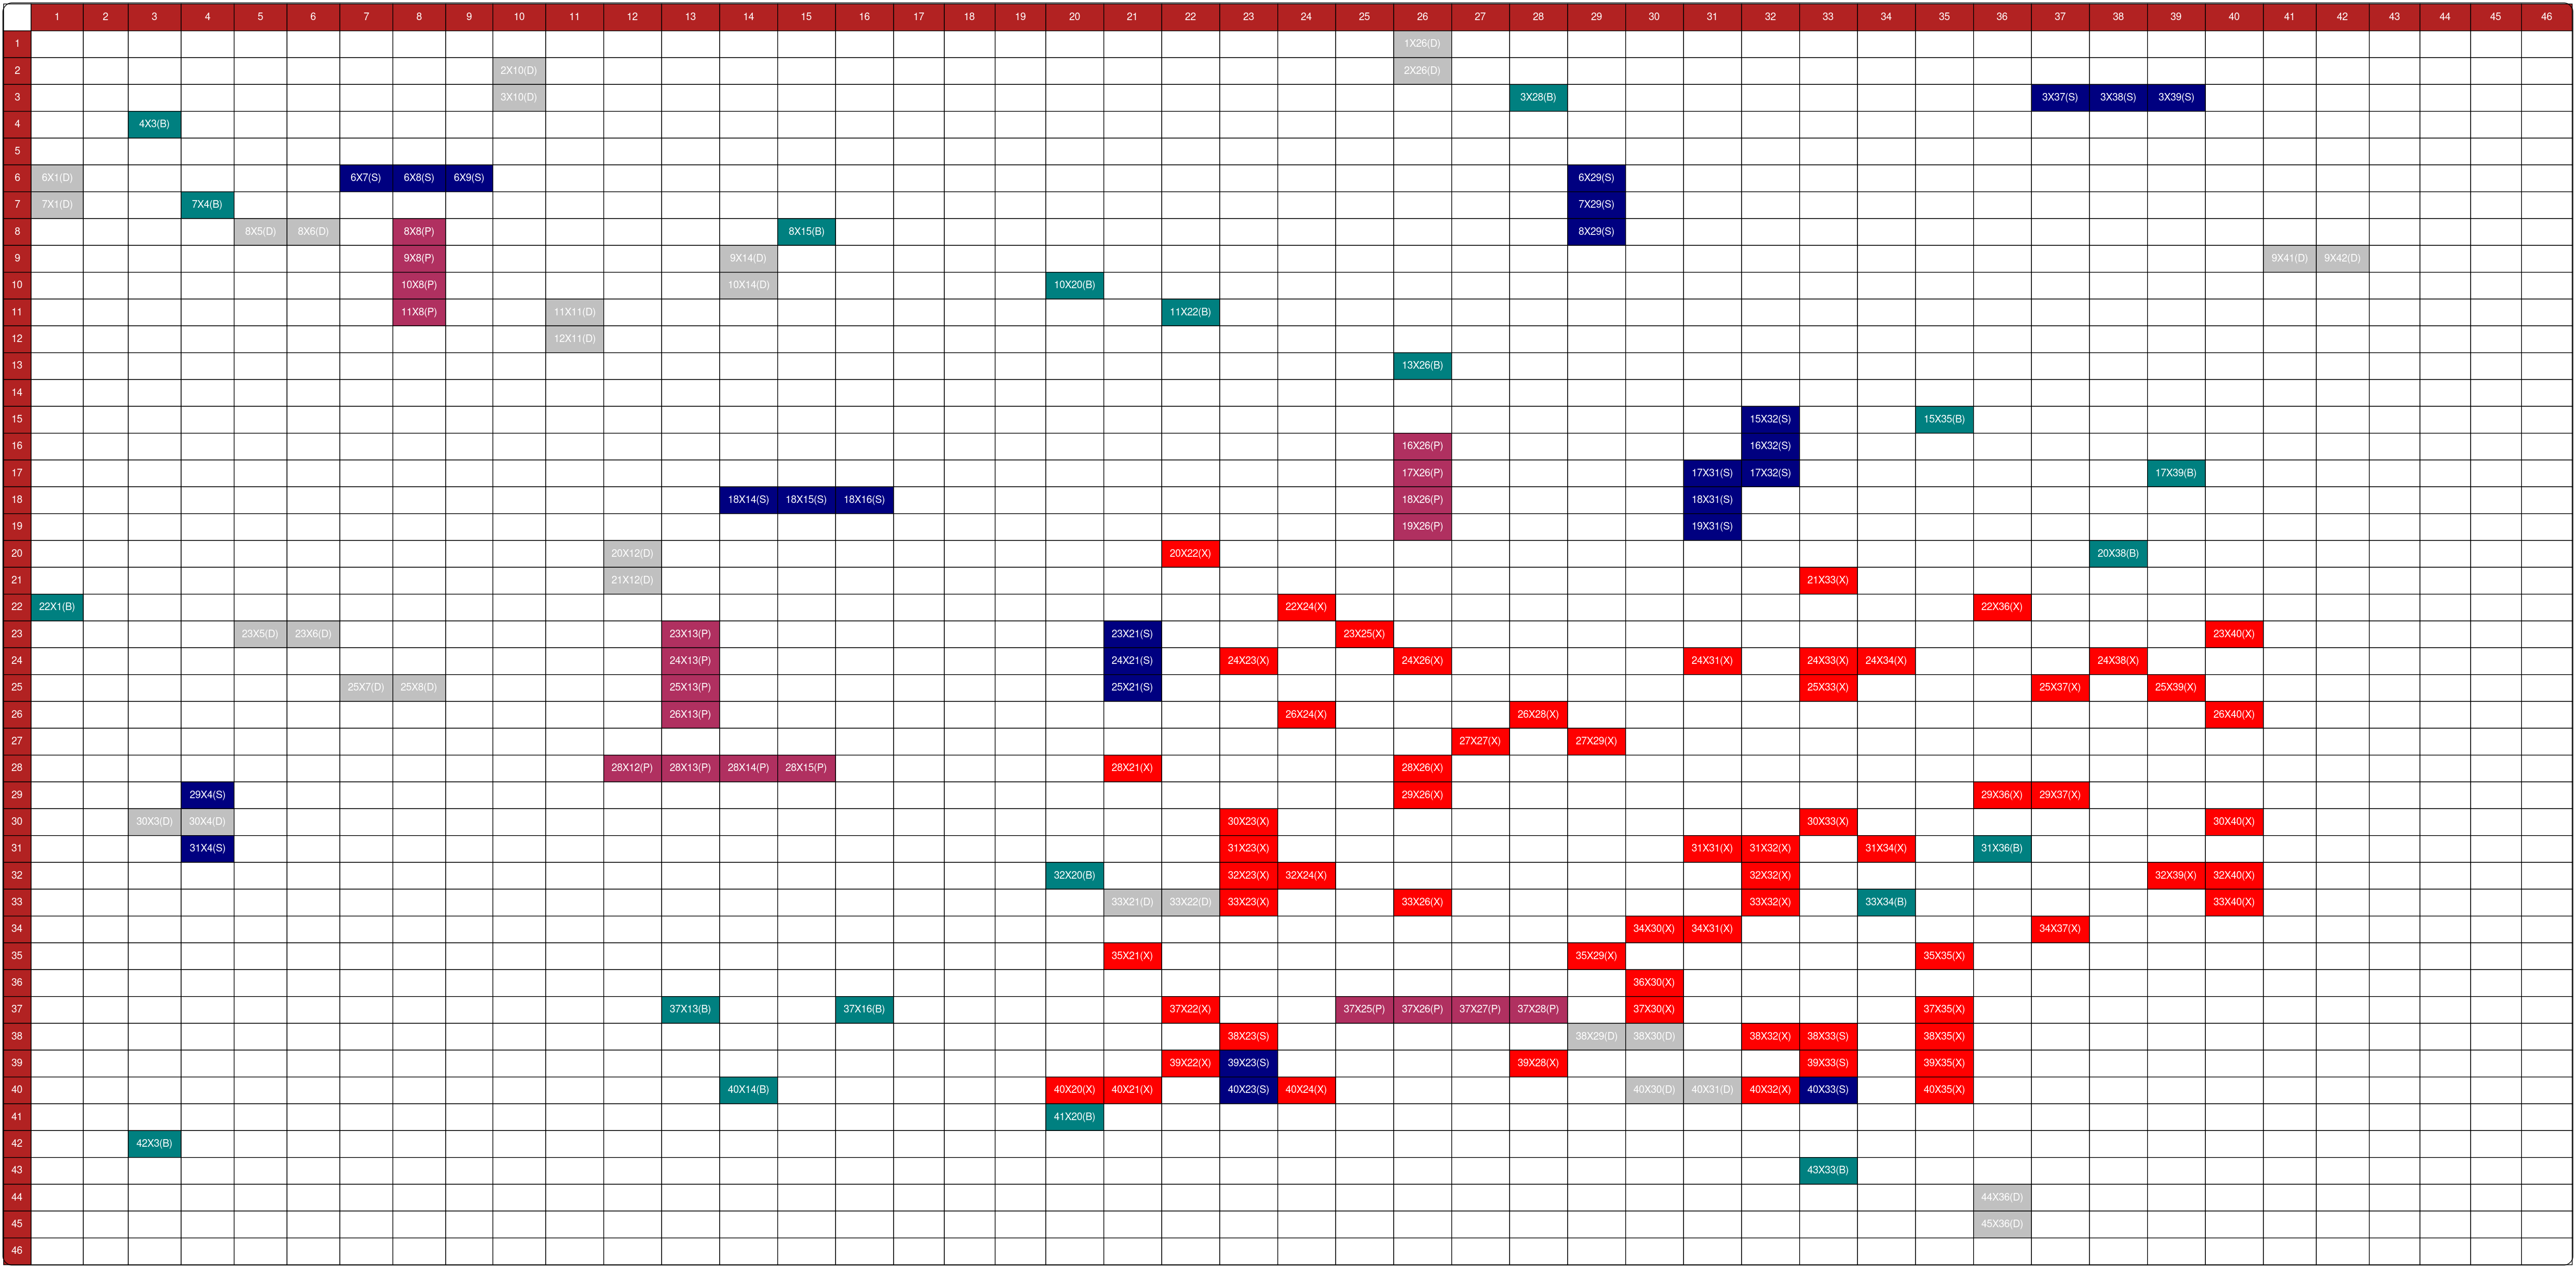 1 2 3 4 5 6 7 8 9 10 11 12 13 14 15 16 17 18 19 20 21 22 23 24 25 26 27 28 29 30 31 32 33 34 35 36 37 38 39 40 41 42 43 44 45 46
1 1X26(D)
2 2X10(D) 2X26(D)
3 3X10(D) 3X28(B) 3X37(S) 3X38(S) 3X39(S)
4 4X3(B)
5
6 6X1(D) 6X7(S) 6X8(S) 6X9(S) 6X29(S)
7 7X1(D) 7X4(B) 7X29(S)
8 8X5(D) 8X6(D) 8X8(P) 8X15(B) 8X29(S)
9 9X8(P) 9X14(D) 9X41(D) 9X42(D)
10 10X8(P) 10X14(D) 10X20(B)
11 11X8(P) 11X11(D) 11X22(B)
12 12X11(D)
13 13X26(B)
14
15 15X32(S) 15X35(B)
16 16X26(P) 16X32(S)
17 17X26(P) 17X31(S) 17X32(S) 17X39(B)
18 18X14(S) 18X15(S) 18X16(S) 18X26(P) 18X31(S)
19 19X26(P) 19X31(S)
20 20X12(D) 20X22(X) 20X38(B)
21 21X12(D) 21X33(X)
22 22X1(B) 22X24(X) 22X36(X)
23 23X5(D) 23X6(D) 23X13(P) 23X21(S) 23X25(X) 23X40(X)
24 24X13(P) 24X21(S) 24X23(X) 24X26(X) 24X31(X) 24X33(X) 24X34(X) 24X38(X)
25 25X7(D) 25X8(D) 25X13(P) 25X21(S) 25X33(X) 25X37(X) 25X39(X)
26 26X13(P) 26X24(X) 26X28(X) 26X40(X)
27 27X27(X) 27X29(X)
28 28X12(P) 28X13(P) 28X14(P) 28X15(P) 28X21(X) 28X26(X)
29 29X4(S) 29X26(X) 29X36(X) 29X37(X)
30 30X3(D) 30X4(D) 30X23(X) 30X33(X) 30X40(X)
31 31X4(S) 31X23(X) 31X31(X) 31X32(X) 31X34(X) 31X36(B)
32 32X20(B) 32X23(X) 32X24(X) 32X32(X) 32X39(X) 32X40(X)
33 33X21(D) 33X22(D) 33X23(X) 33X26(X) 33X32(X) 33X34(B) 33X40(X)
34 34X30(X) 34X31(X) 34X37(X)
35 35X21(X) 35X29(X) 35X35(X)
36 36X30(X)
37 37X13(B) 37X16(B) 37X22(X) 37X25(P) 37X26(P) 37X27(P) 37X28(P) 37X30(X) 37X35(X)
38 38X23(S) 38X29(D) 38X30(D) 38X32(X) 38X33(S) 38X35(X)
39 39X22(X) 39X23(S) 39X28(X) 39X33(S) 39X35(X)
40 40X14(B) 40X20(X) 40X21(X) 40X23(S) 40X24(X) 40X30(D) 40X31(D) 40X32(X) 40X33(S) 40X35(X)
41 41X20(B)
42 42X3(B)
43 43X33(B)
44 44X36(D)
45 45X36(D)
46